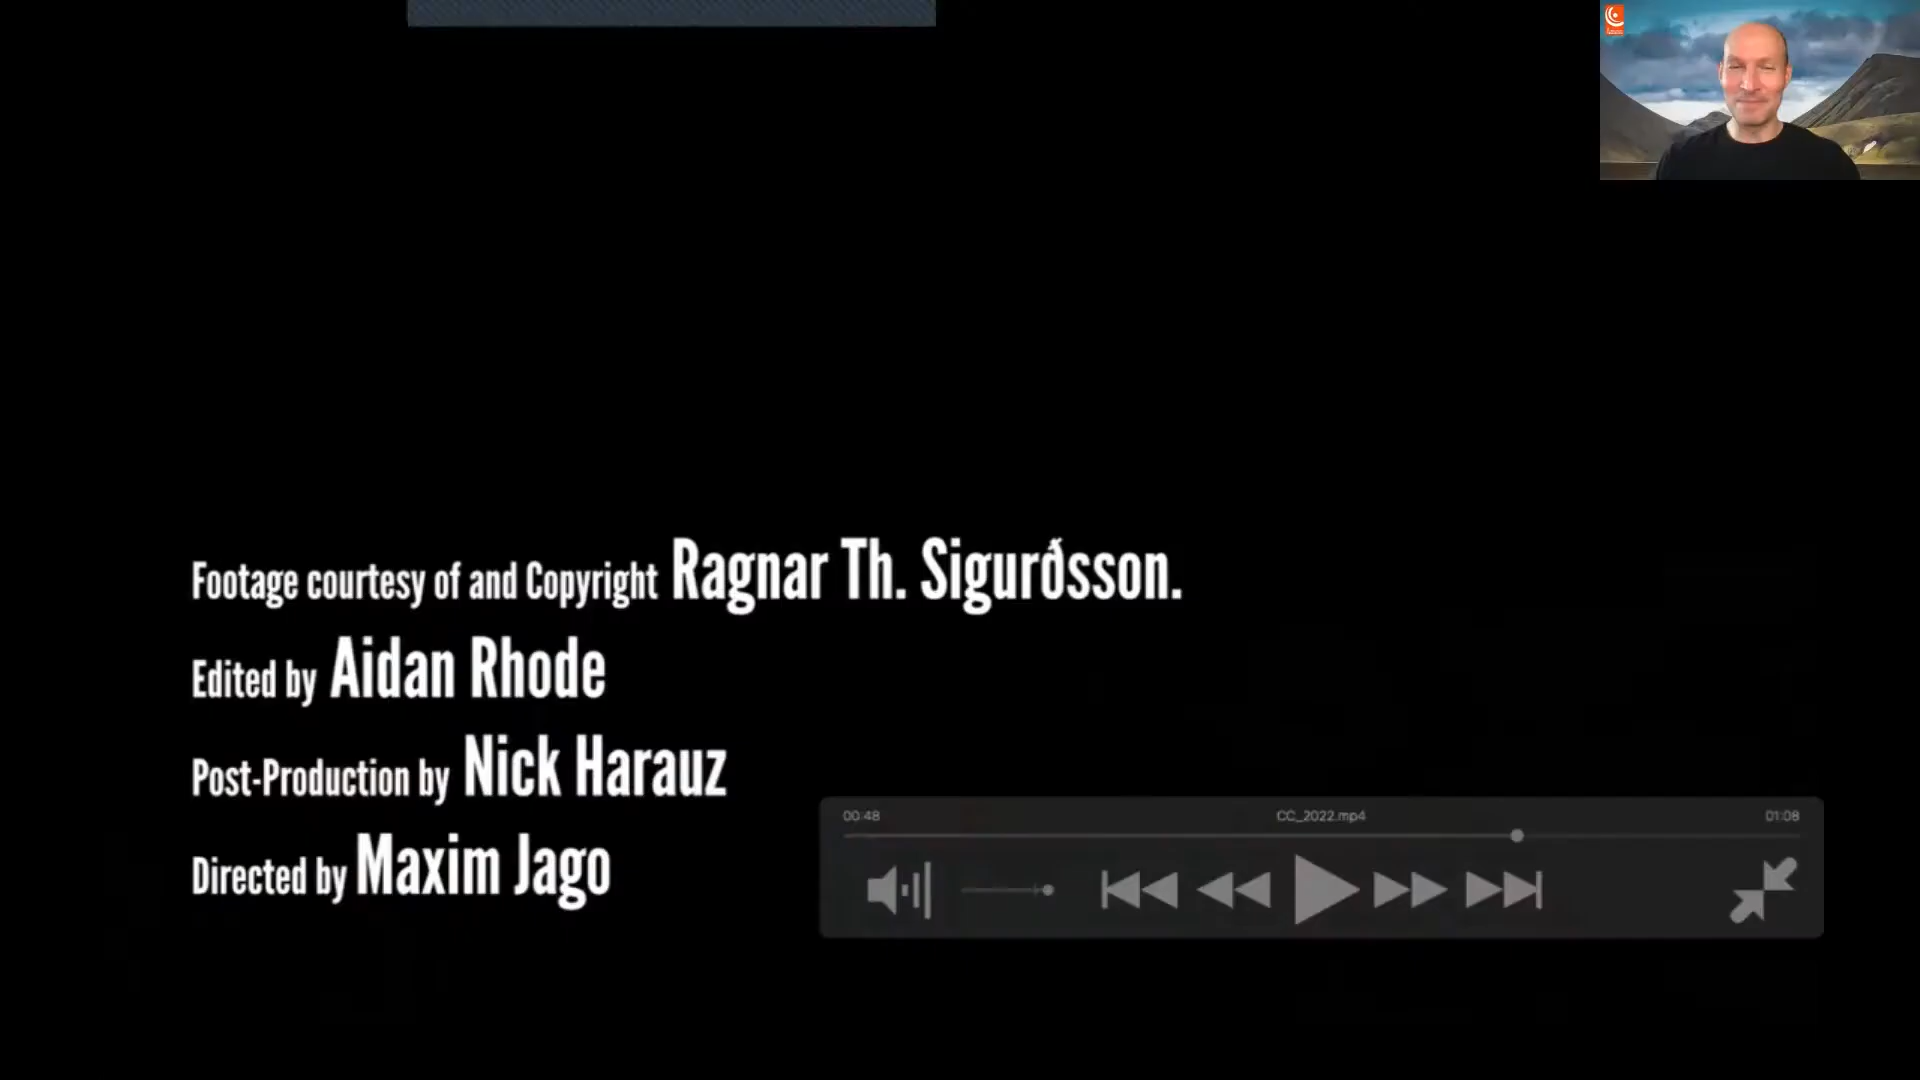 Footage courtesy of and Copyright Ragnar Th. Sigurðsson.
Edited by Aidan Rhode
Post-Production by Nick Harauz
Directed by Maxim Jago
00:48
CC_2022.mp4
01:08